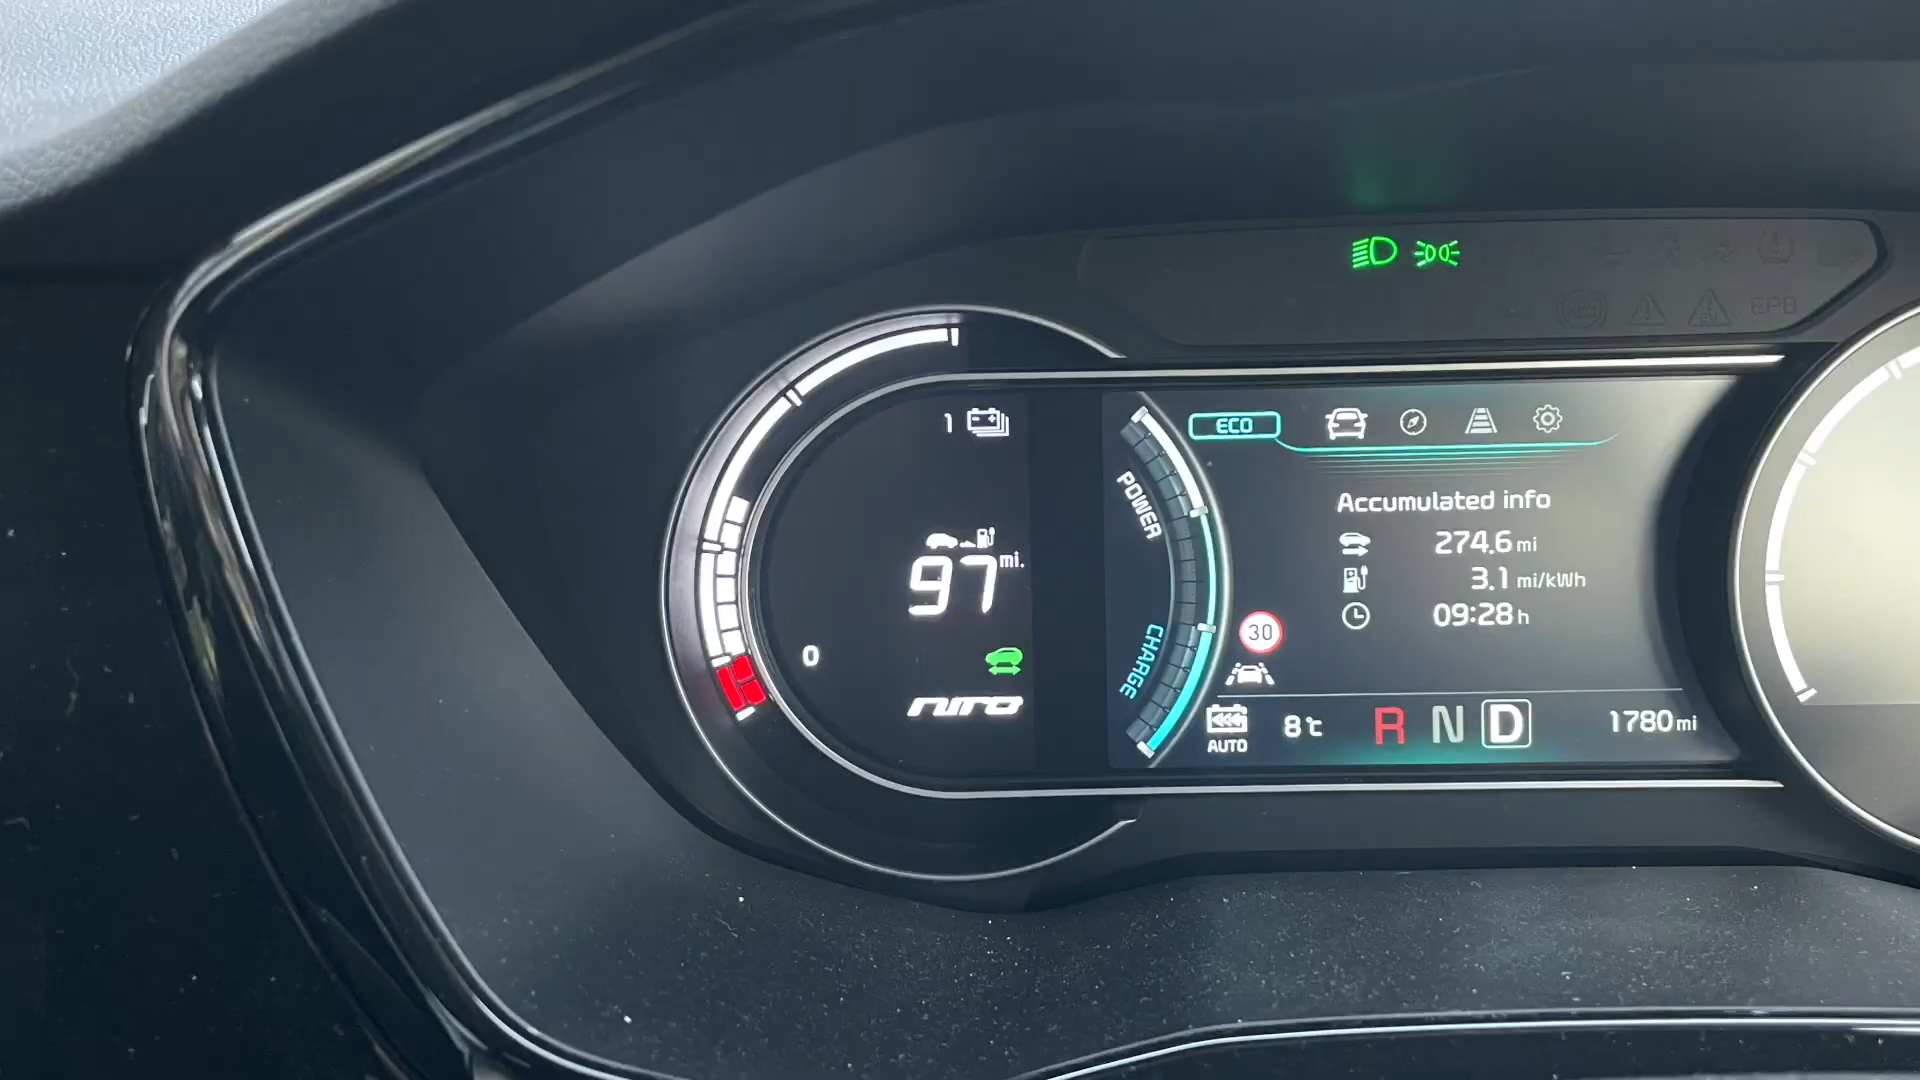 EPB
1
ECO
POWER
Accumulated info
274.6 mi
97 mi.
3.1 mi/kWh
30
09:28 h
0
CHARGE
niro
AUTO
8℃
R N D
1780 mi